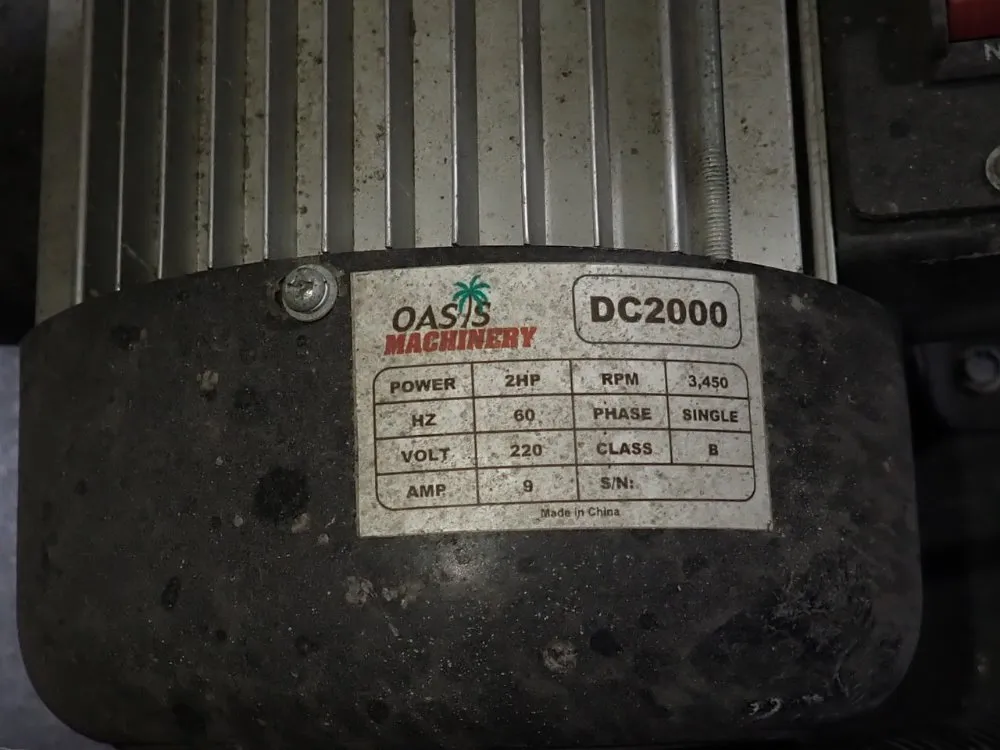 OASIS
MACHINERY
DC2000
POWER 2HP RPM 3,450
HZ 60 PHASE SINGLE
VOLT 220 CLASS B
AMP 9 S/N:
Made in China